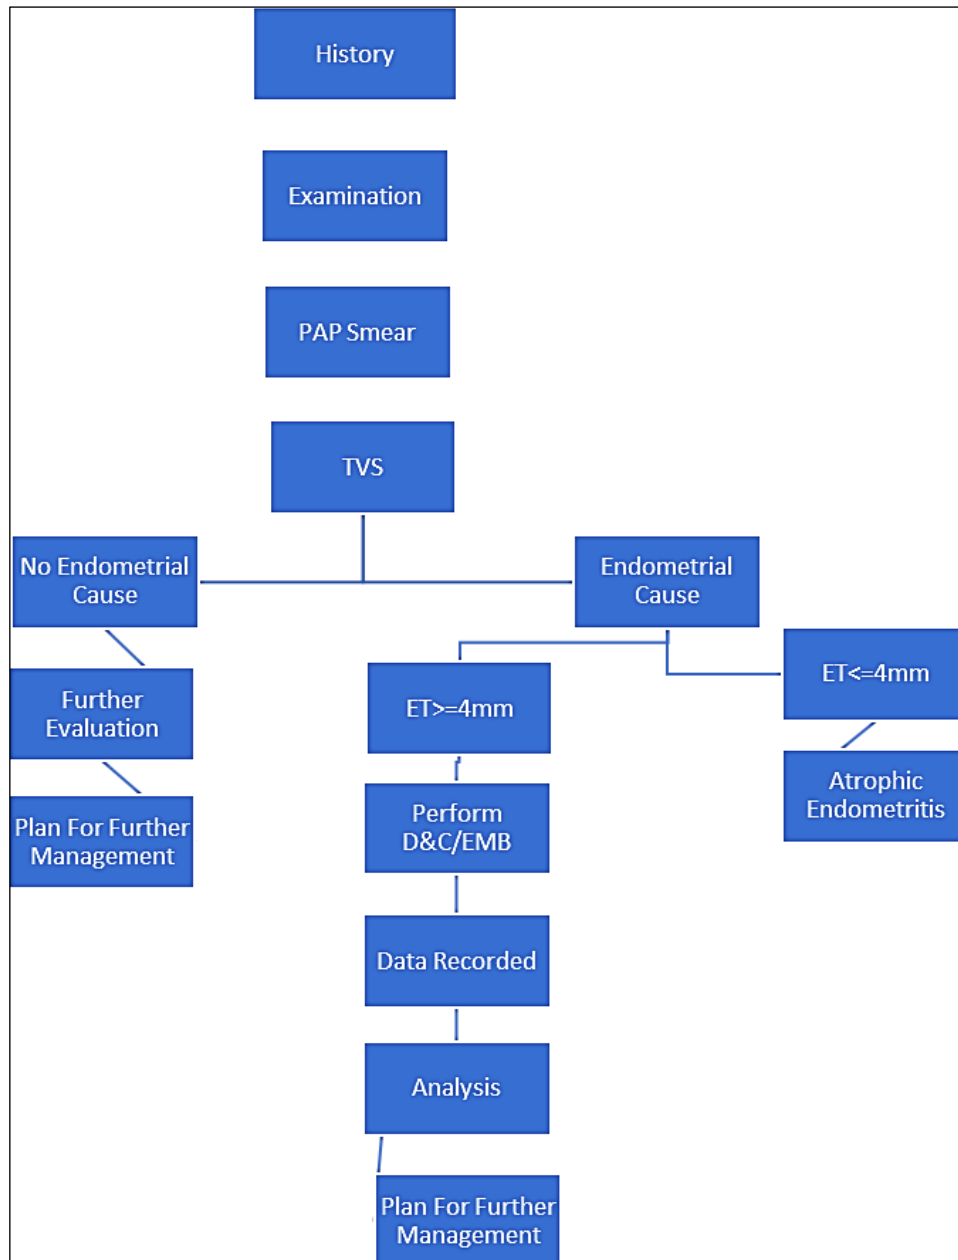 History
Examination
PAP Smear
TVS
No Endometrial
Cause
Endometrial
Cause
Further
Evaluation
Plan For Further
Management
ET>=4mm
ET<=4mm
Perform
D&C/EMB
Atrophic
Endometritis
Data Recorded
Analysis
Plan For Further
Management